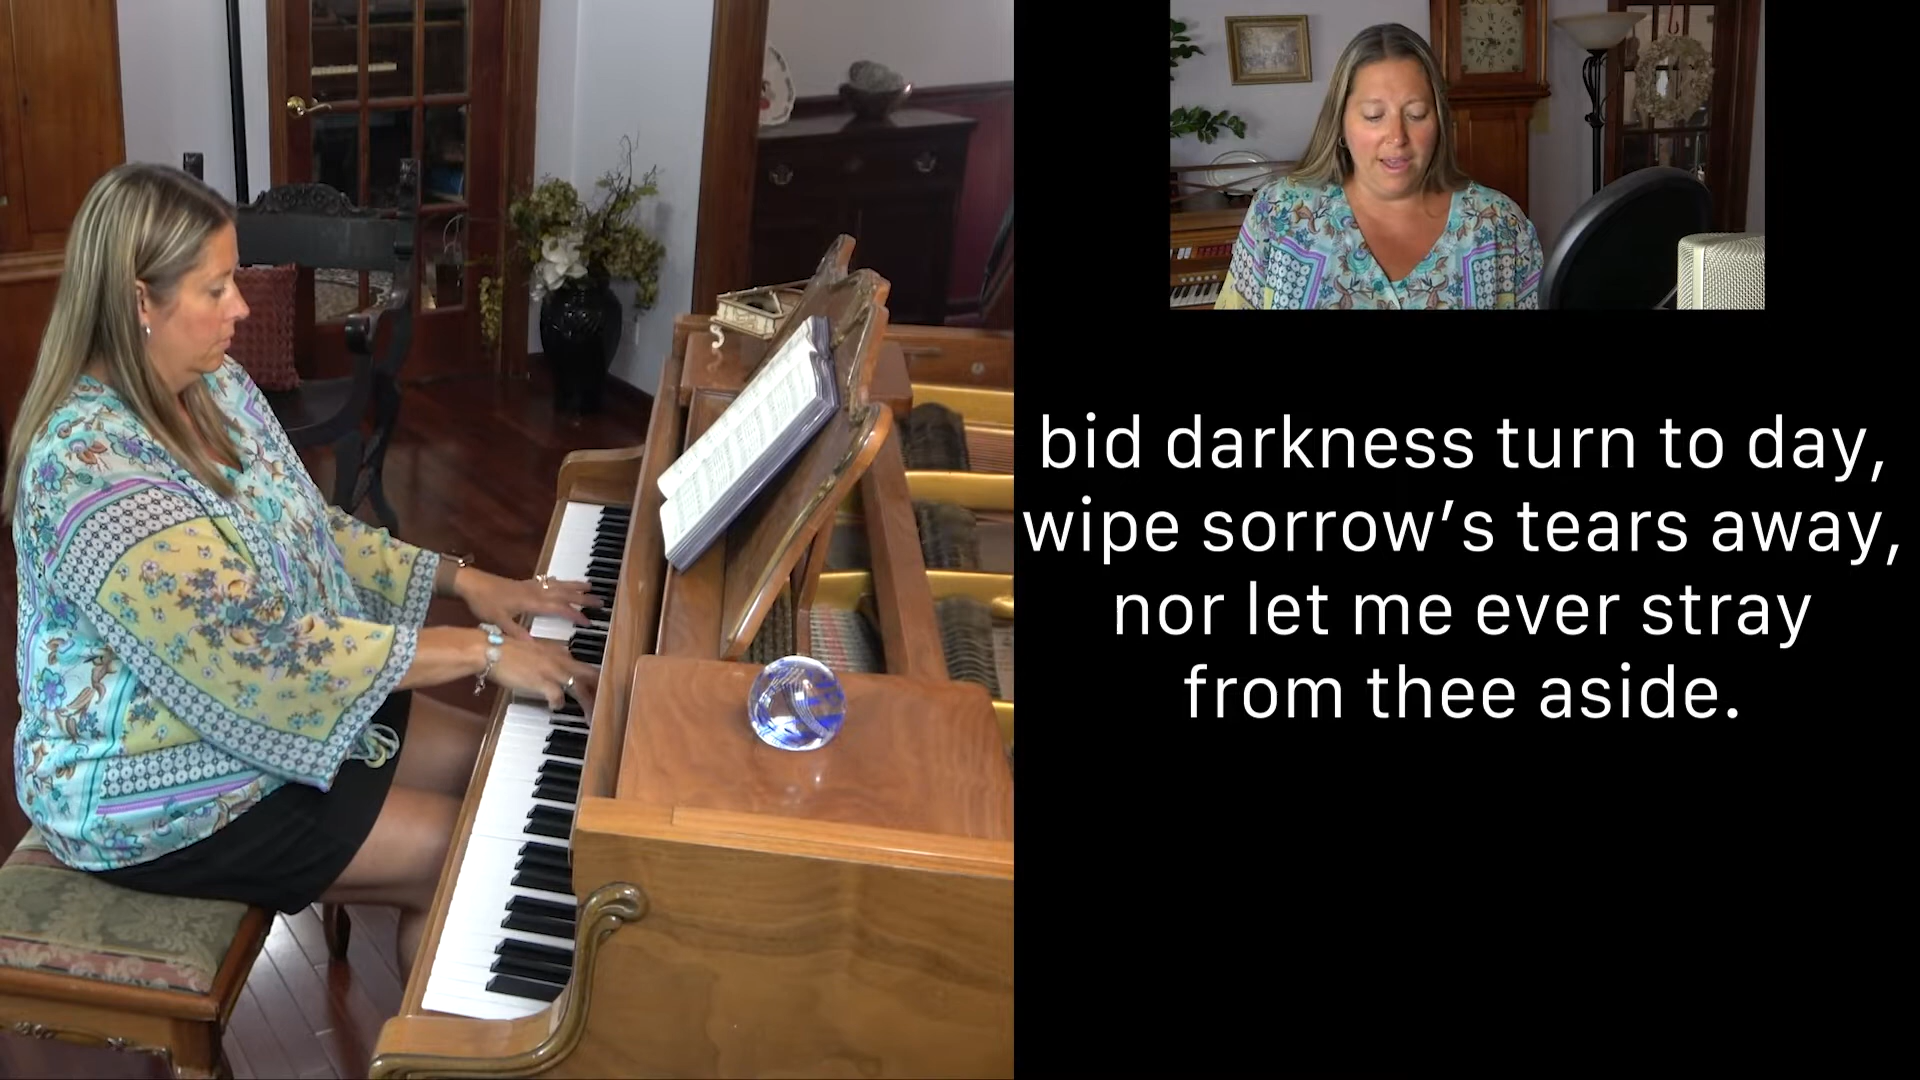 bid darkness turn to day,
wipe sorrow’s tears away,
nor let me ever stray
from thee aside.